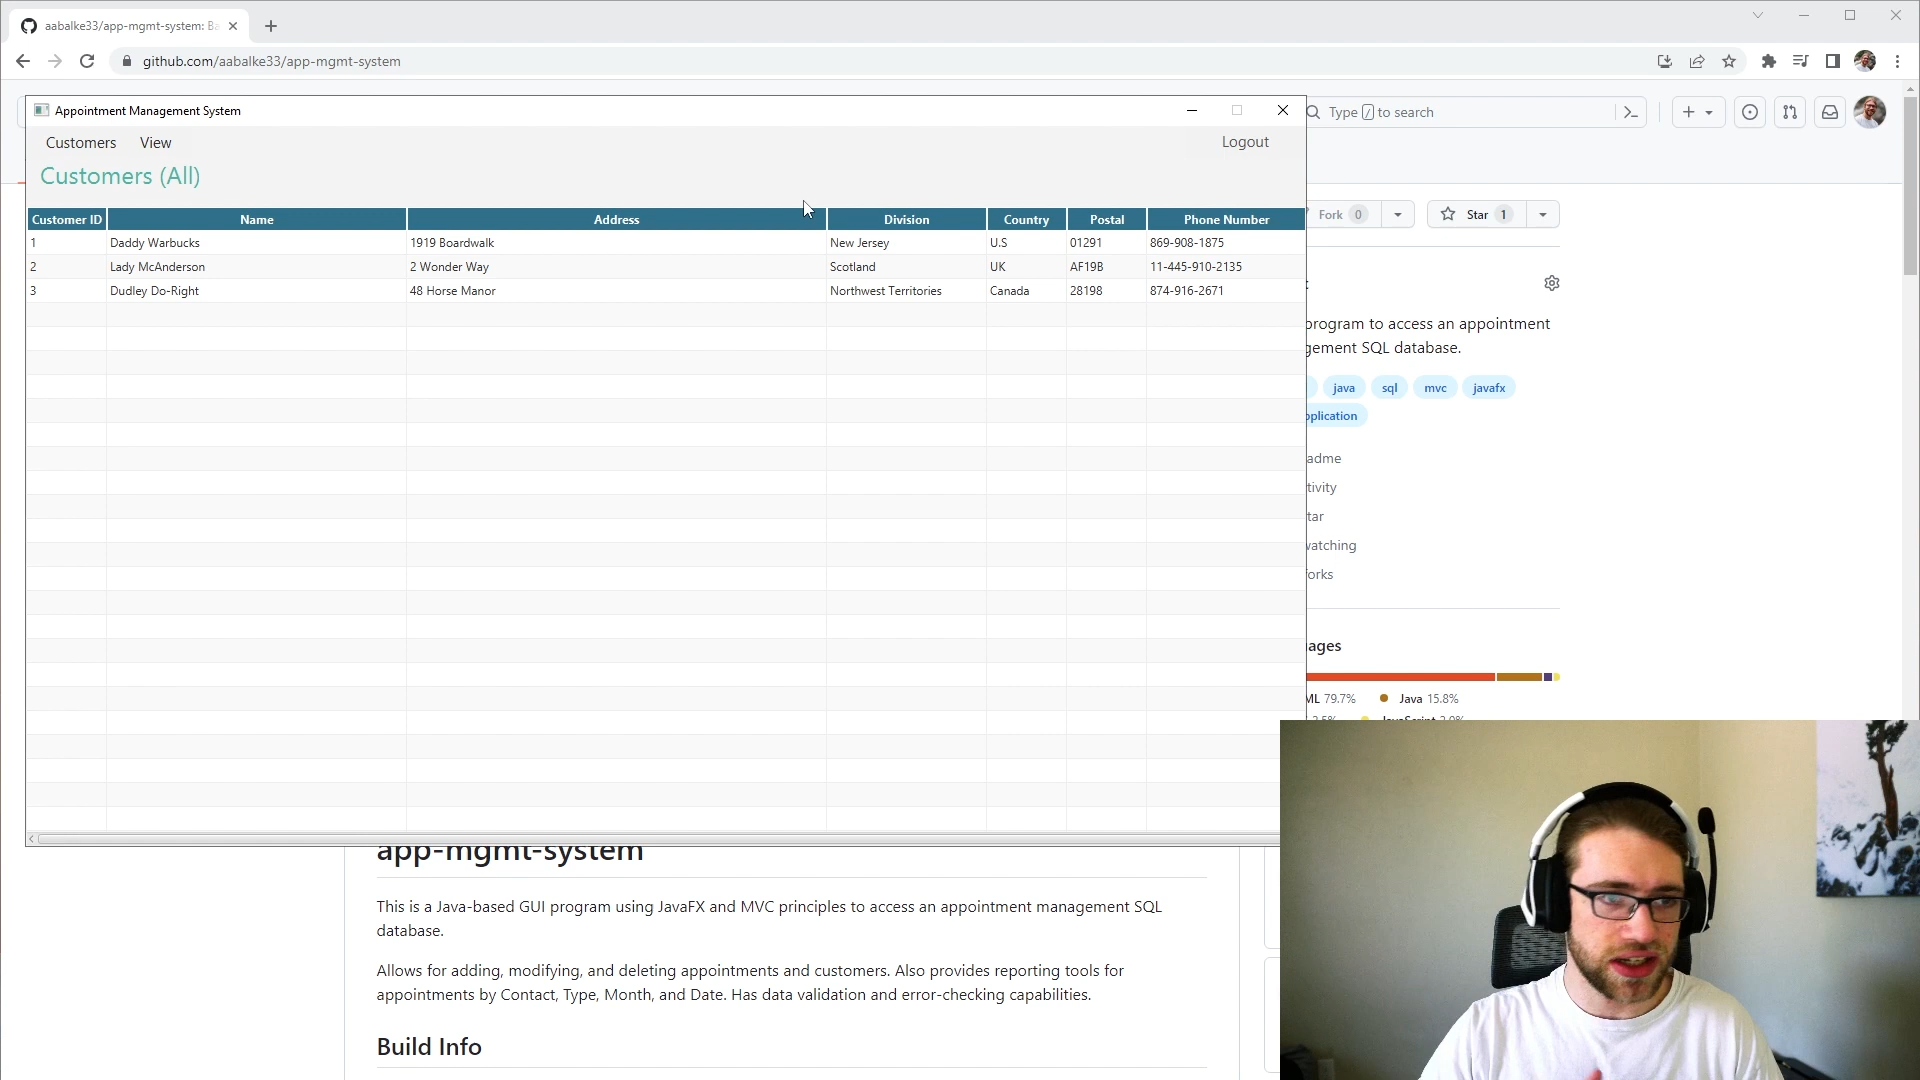 aabalke33/app-mgmt-system: Ba
github.com/aabalke33/app-mgmt-system
Type / to search
Appointment Management System
Customers View Logout
Customers (All)
Customer ID Name Address Division Country Postal Phone Number
1 Daddy Warbucks 1919 Boardwalk New Jersey U.S 01291 869-908-1875
2 Lady McAnderson 2 Wonder Way Scotland UK AF19B 11-445-910-2135
3 Dudley Do-Right 48 Horse Manor Northwest Territories Canada 28198 874-916-2671
Fork 0 Star 1
program to access an appointment
gement SQL database.
java sql mvc javafx
pplication
adme
tivity
tar
watching
forks
ages
ML 79.7% Java 15.8%
app-mgmt-system
This is a Java-based GUI program using JavaFX and MVC principles to access an appointment management SQL
database.
Allows for adding, modifying, and deleting appointments and customers. Also provides reporting tools for
appointments by Contact, Type, Month, and Date. Has data validation and error-checking capabilities.
Build Info